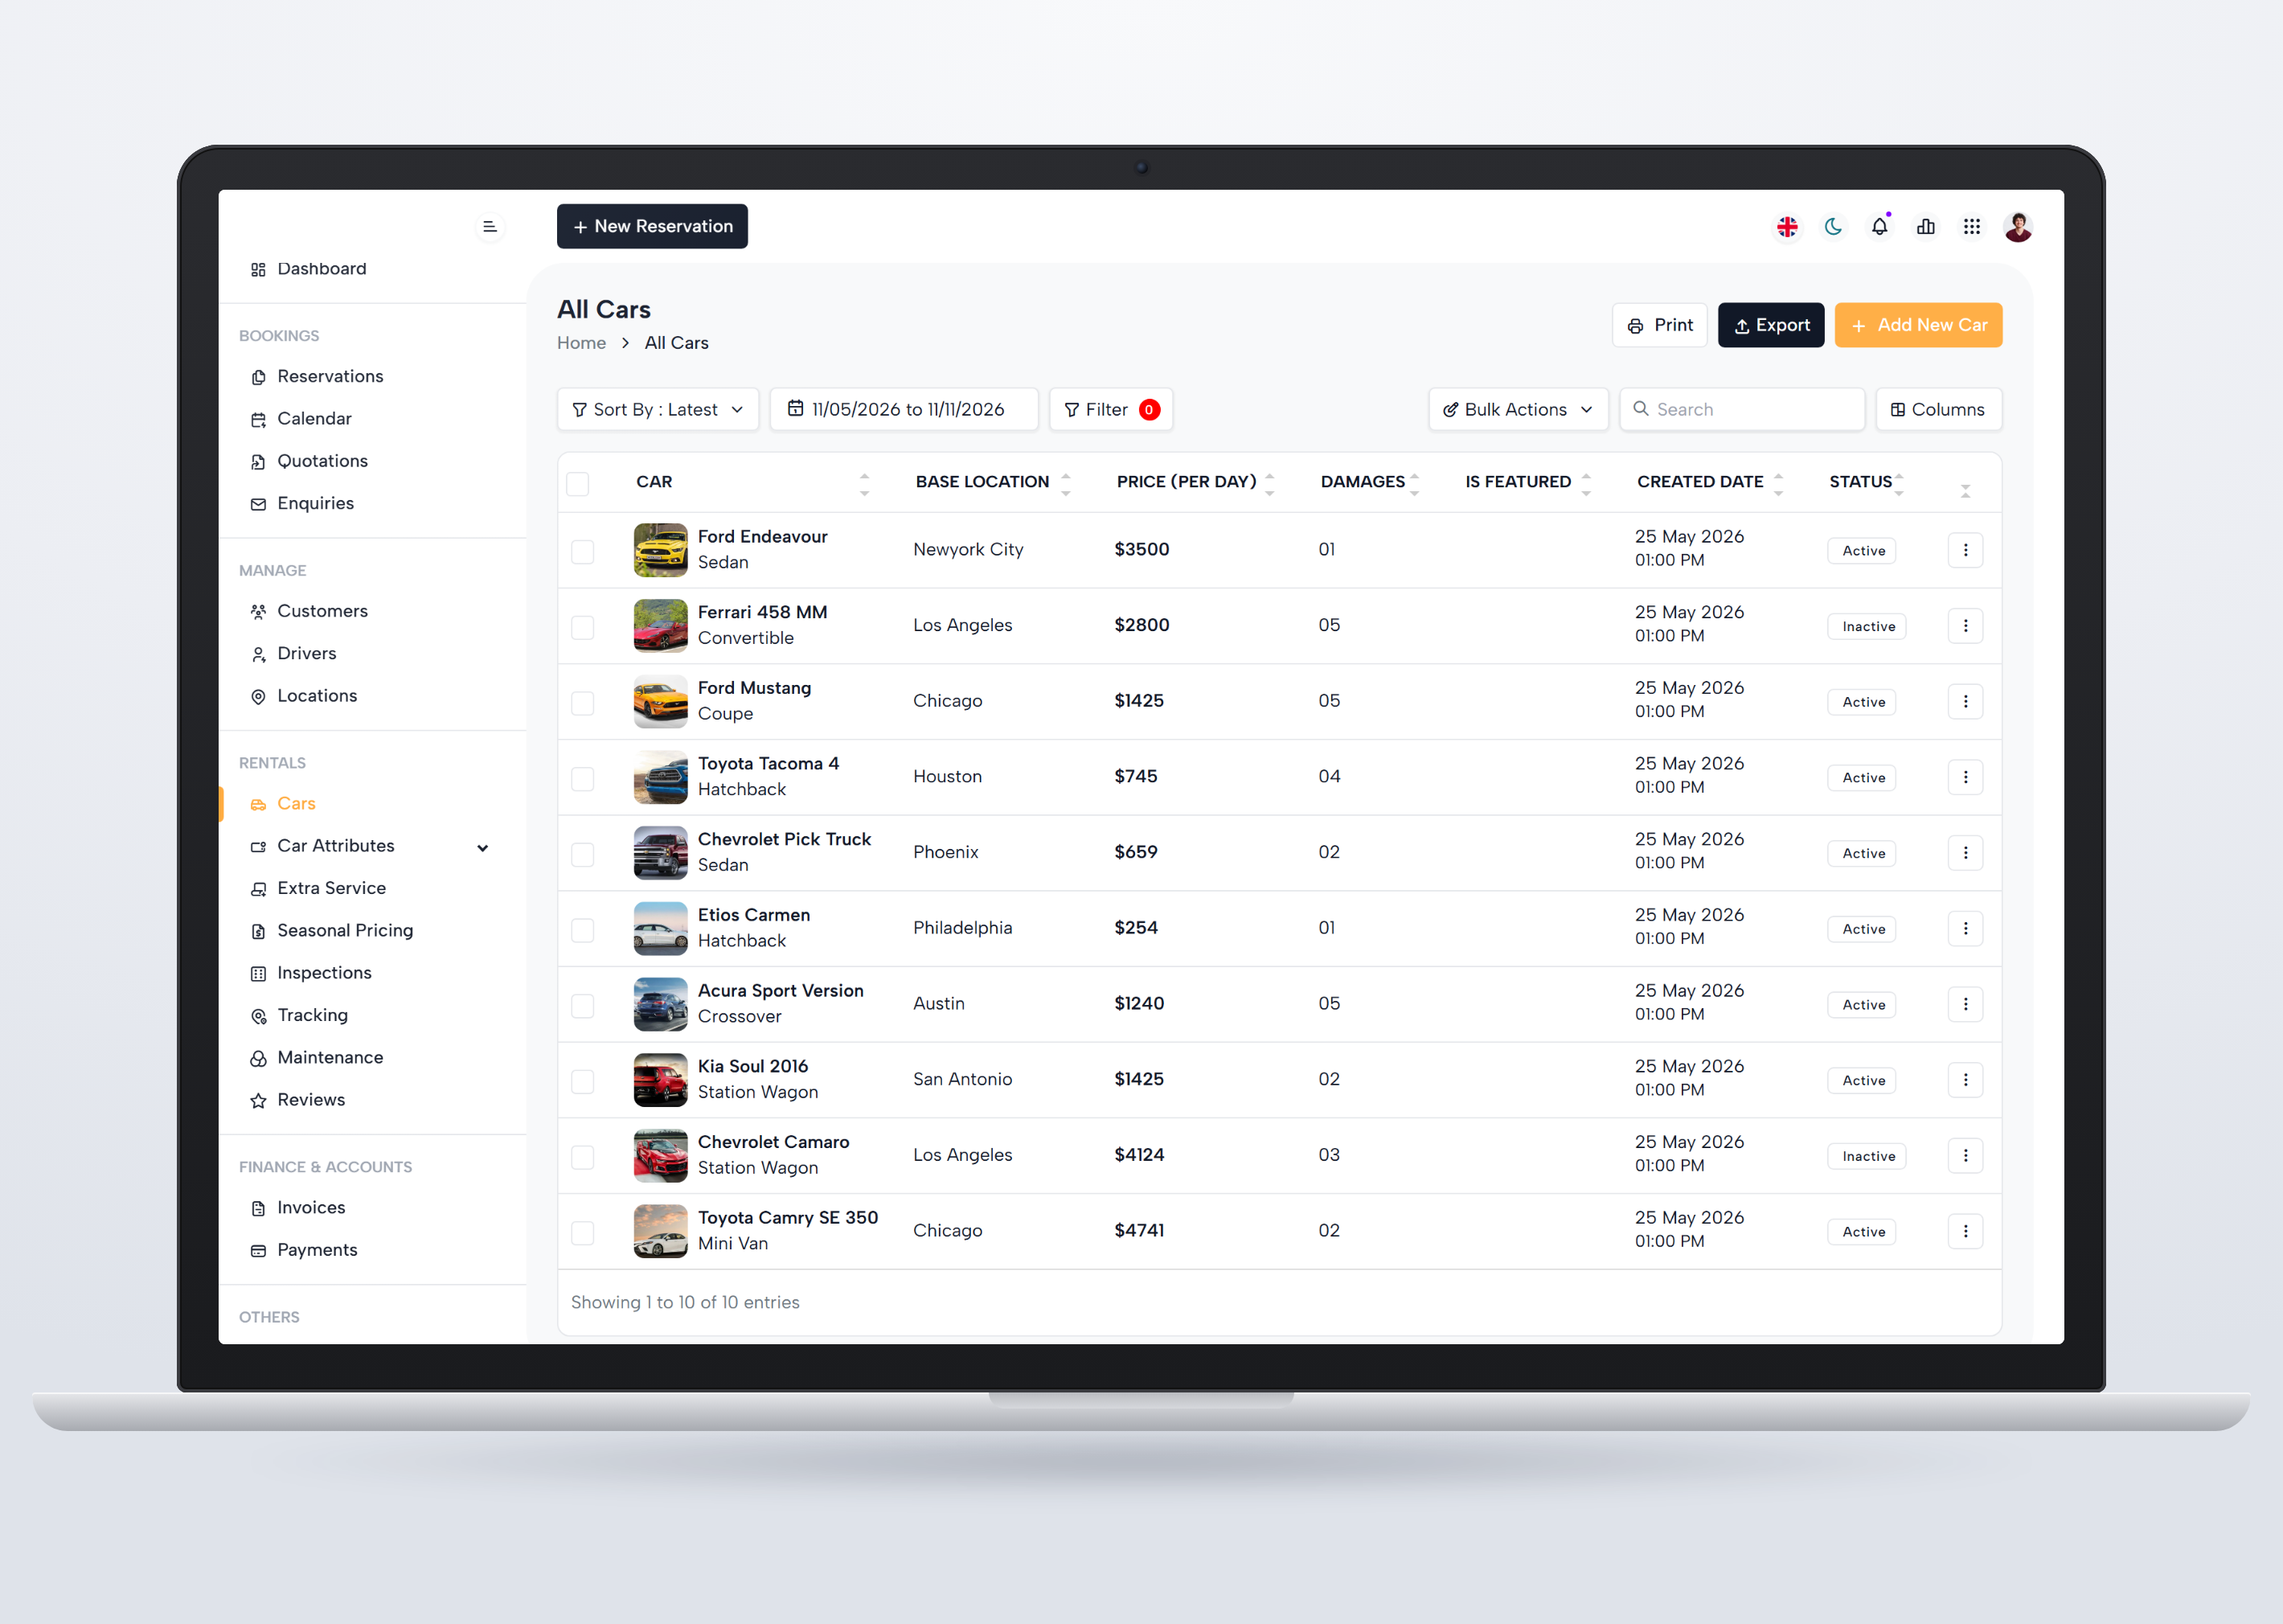 + New Reservation
Dashboard
BOOKINGS
Reservations
Calendar
Quotations
Enquiries
MANAGE
Customers
Drivers
Locations
RENTALS
Cars
Car Attributes
Extra Service
Seasonal Pricing
Inspections
Tracking
Maintenance
Reviews
FINANCE & ACCOUNTS
Invoices
Payments
OTHERS
All Cars
Home > All Cars
Print
Export
+ Add New Car
Sort By : Latest
11/05/2026 to 11/11/2026
Filter 0
Bulk Actions
Search
Columns
CAR BASE LOCATION PRICE (PER DAY) DAMAGES IS FEATURED CREATED DATE STATUS
Ford Endeavour
Sedan
Newyork City
$3500
01
25 May 2026
01:00 PM
Active
Ferrari 458 MM
Convertible
Los Angeles
$2800
05
25 May 2026
01:00 PM
Inactive
Ford Mustang
Coupe
Chicago
$1425
05
25 May 2026
01:00 PM
Active
Toyota Tacoma 4
Hatchback
Houston
$745
04
25 May 2026
01:00 PM
Active
Chevrolet Pick Truck
Sedan
Phoenix
$659
02
25 May 2026
01:00 PM
Active
Etios Carmen
Hatchback
Philadelphia
$254
01
25 May 2026
01:00 PM
Active
Acura Sport Version
Crossover
Austin
$1240
05
25 May 2026
01:00 PM
Active
Kia Soul 2016
Station Wagon
San Antonio
$1425
02
25 May 2026
01:00 PM
Active
Chevrolet Camaro
Station Wagon
Los Angeles
$4124
03
25 May 2026
01:00 PM
Inactive
Toyota Camry SE 350
Mini Van
Chicago
$4741
02
25 May 2026
01:00 PM
Active
Showing 1 to 10 of 10 entries